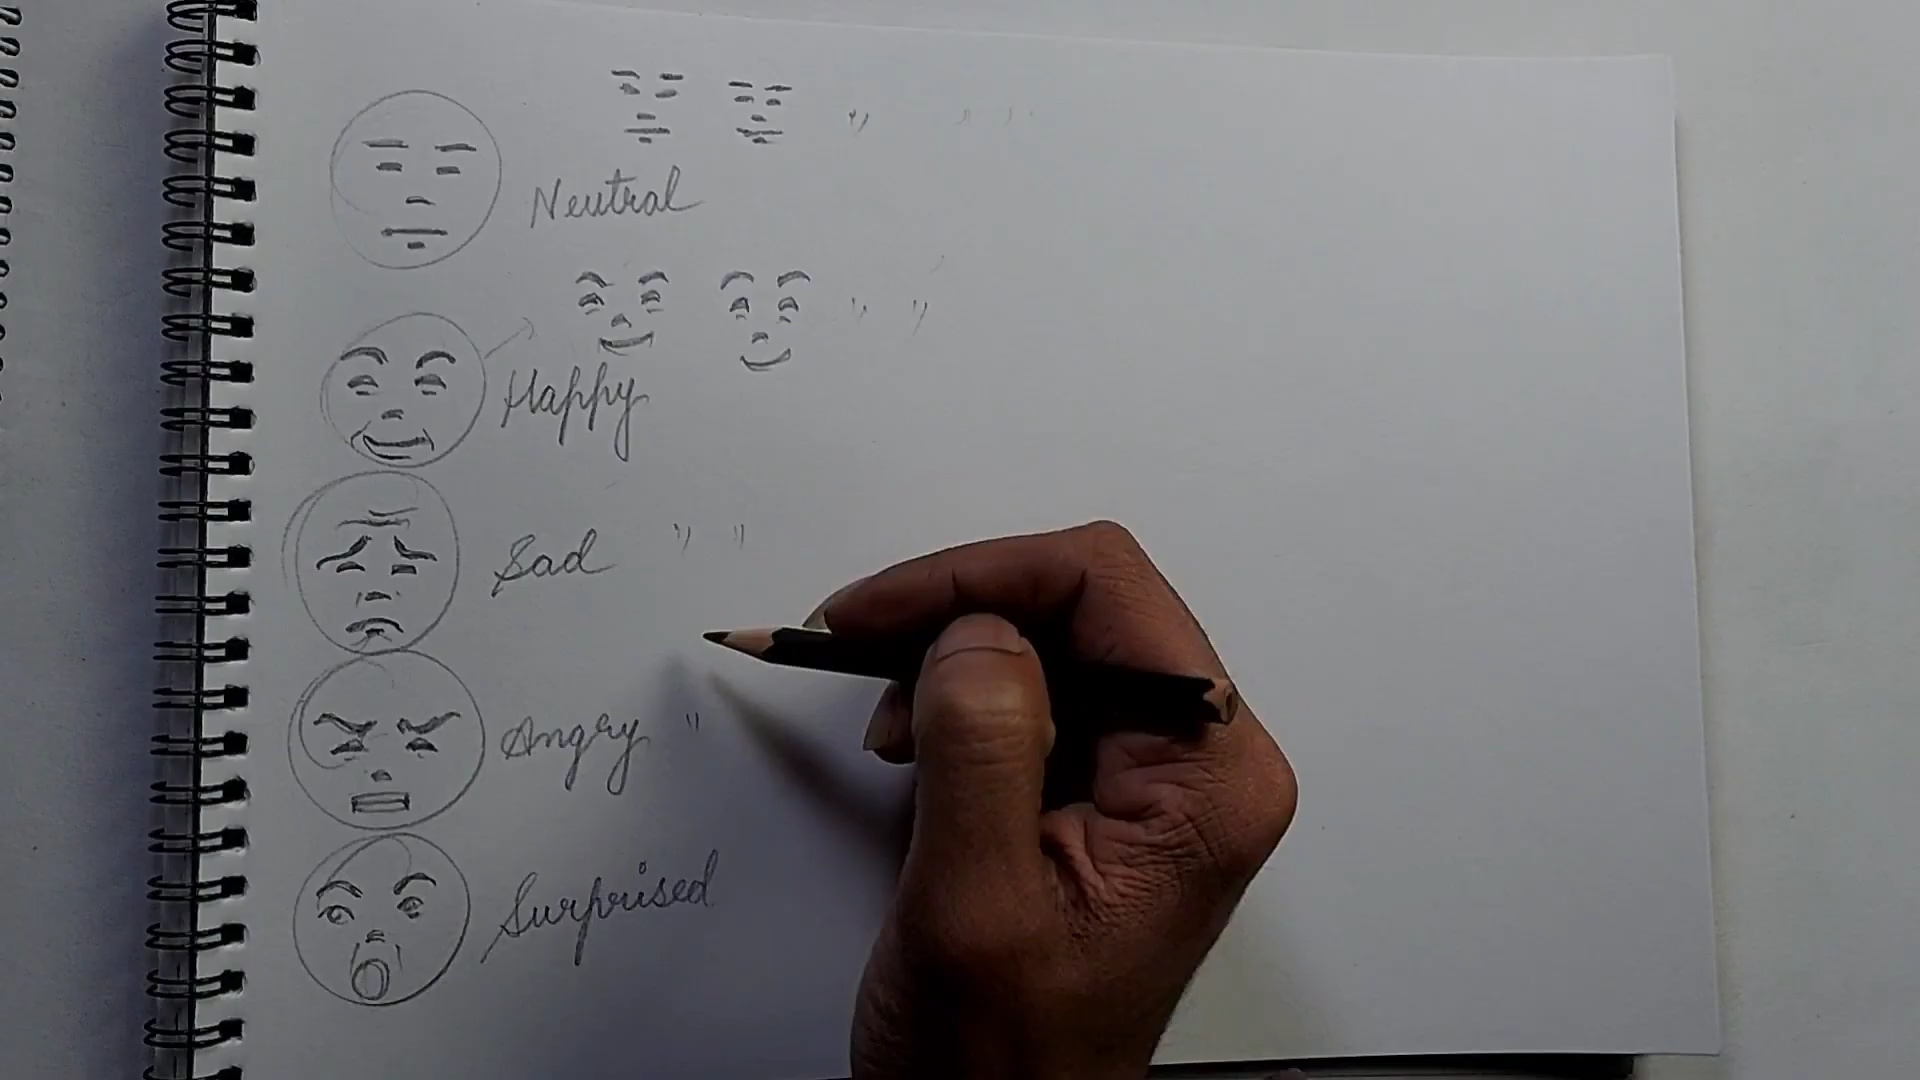 Neutral
Happy
Sad " "
Angry "
Surprised